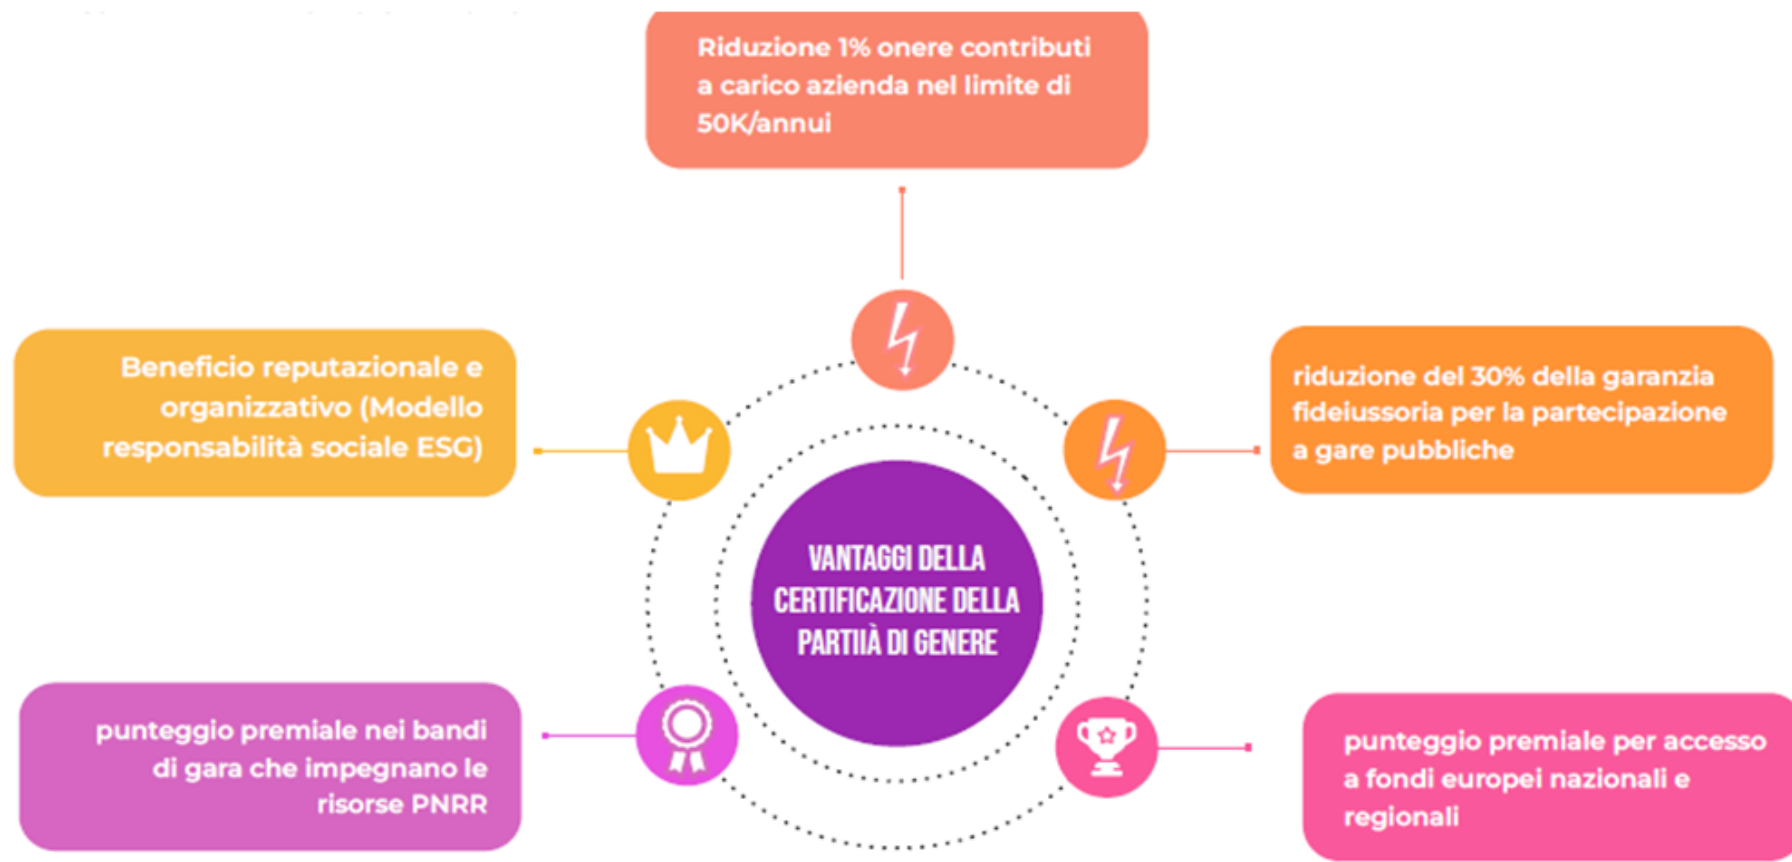 Riduzione 1% onere contributi
a carico azienda nel limite di
50K/annui
Beneficio reputazionale e
organizzativo (Modello
responsabilità sociale ESG)
riduzione del 30% della garanzia
fideiussoria per la partecipazione
a gare pubbliche
VANTAGGI DELLA
CERTIFICAZIONE DELLA
PARTIIÀ DI GENERE
punteggio premiale nei bandi
di gara che impegnano le
risorse PNRR
punteggio premiale per accesso
a fondi europei nazionali e
regionali